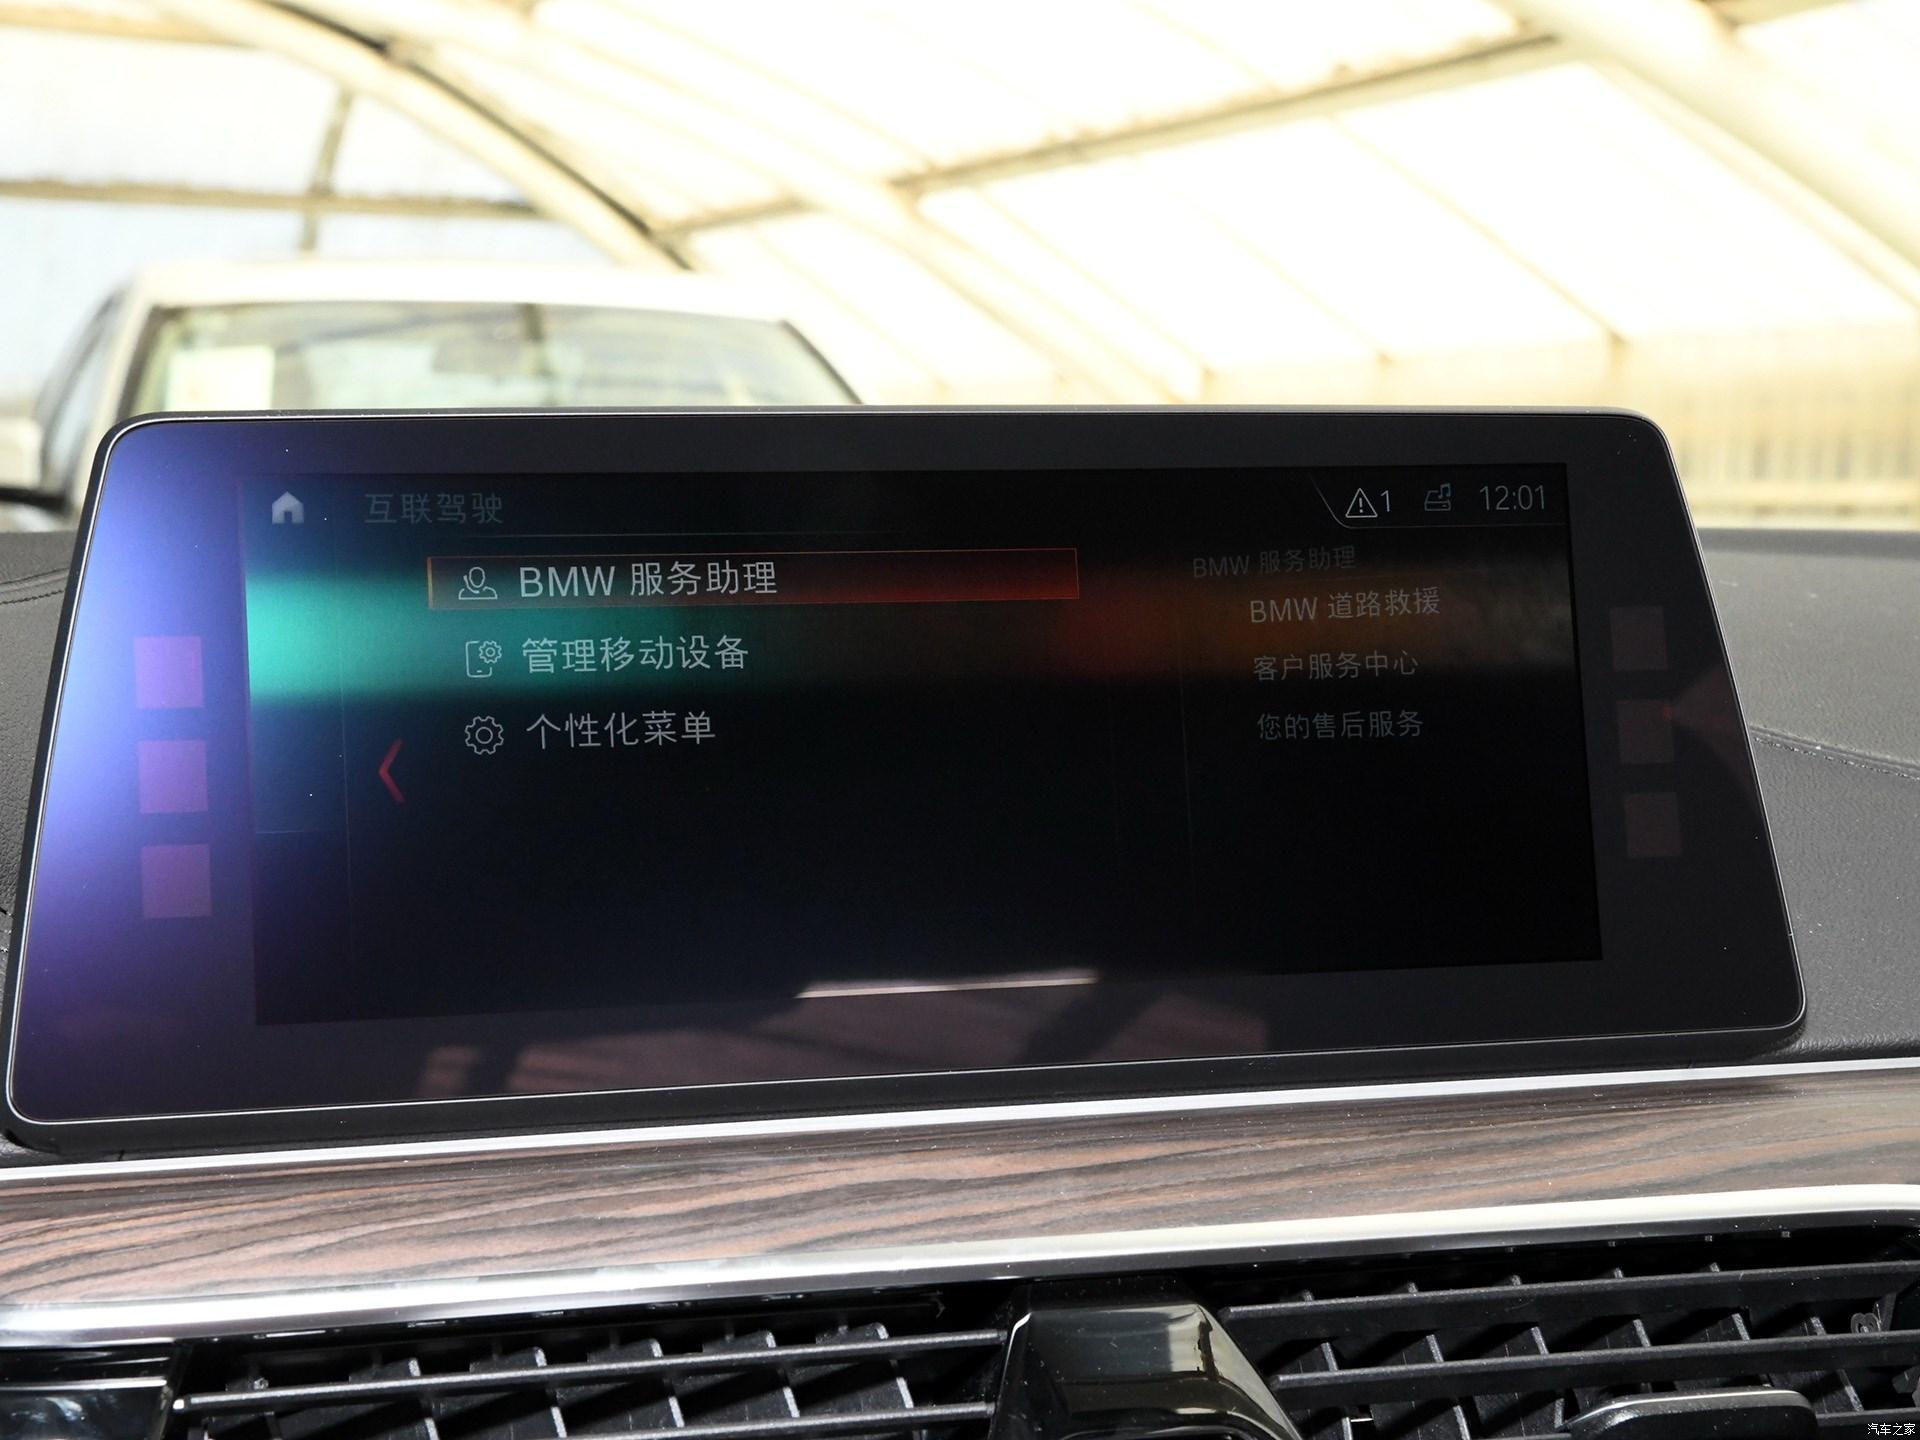 互联驾驶
1 12:01
BMW 服务助理
管理移动设备
个性化菜单
BMW 服务助理
BMW 道路救援
客户服务中心
您的售后服务
汽车之家